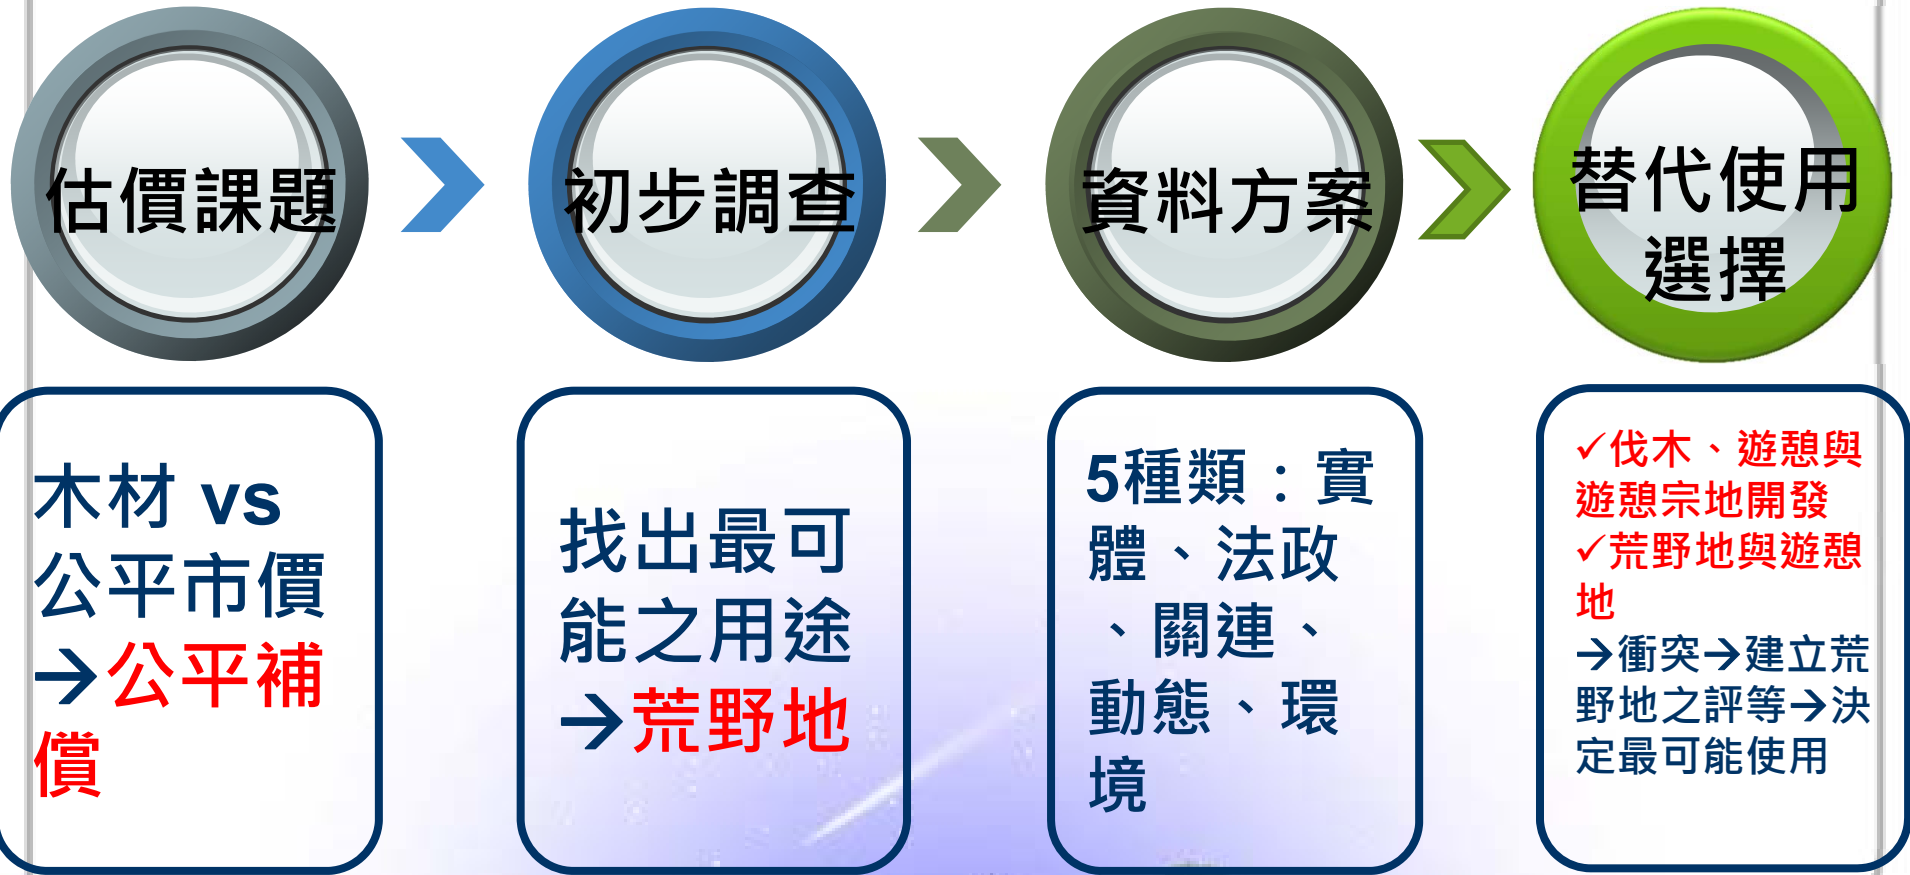 估價課題
初步調查
資料方案
替代使用
選擇
木材 vs
公平市價
→公平補
償
找出最可
能之用途
→荒野地
5種類：實
體、法政
、關連、
動態、環
境
✓伐木、遊憩與
遊憩宗地開發
✓荒野地與遊憩
地
→衝突→建立荒
野地之評等→決
定最可能使用